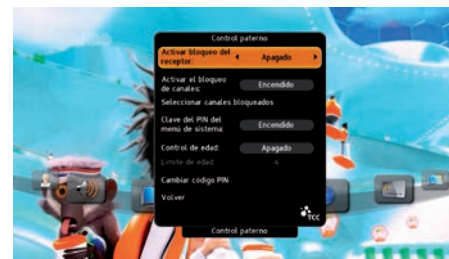 Control paterno
Activar bloqueo del
receptor:
Apagado
Activar el bloqueo
de canales:
Encendido
Seleccionar canales bloqueados
Clave del PIN del
menú de sistema:
Encendido
Control de edad:
Apagado
Límite de edad:
4
Cambiar código PIN
Volver
TCC
Control paterno